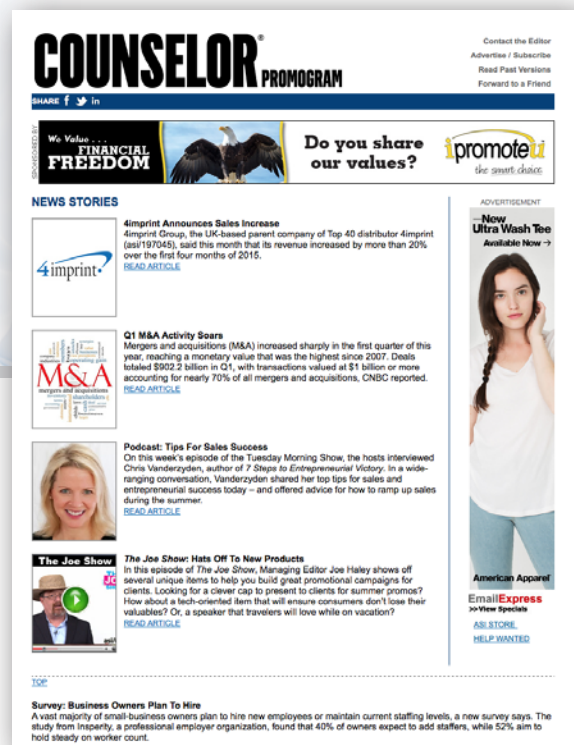 COUNSELOR® PROMOGRAM
Contact the Editor
Advertise / Subscribe
Read Past Versions
Forward to a Friend
SHARE f in
SPONSORED BY
We Value . . .
FINANCIAL
FREEDOM
Do you share
our values?
ipromoteu
the smart choice
NEWS STORIES
4imprint®
4imprint Announces Sales Increase
4imprint Group, the UK-based parent company of Top 40 distributor 4imprint
(asi/197045), said this month that its revenue increased by more than 20%
over the first four months of 2015.
READ ARTICLE
M&A
mergers and acquisitions
shareholders
Q1 M&A Activity Soars
Mergers and acquisitions (M&A) increased sharply in the first quarter of this
year, reaching a monetary value that was the highest since 2007. Deals
totaled $902.2 billion in Q1, with transactions valued at $1 billion or more
accounting for nearly 70% of all mergers and acquisitions, CNBC reported.
READ ARTICLE
Podcast: Tips For Sales Success
On this week's episode of the Tuesday Morning Show, the hosts interviewed
Chris Vanderzyden, author of 7 Steps to Entrepreneurial Victory. In a wide-
ranging conversation, Vanderzyden shared her top tips for sales and
entrepreneurial success today – and offered advice for how to ramp up sales
during the summer.
READ ARTICLE
The Joe Show
The Joe Show: Hats Off To New Products
In this episode of The Joe Show, Managing Editor Joe Haley shows off
several unique items to help you build great promotional campaigns for
clients. Looking for a clever cap to present to clients for summer promos?
How about a tech-oriented item that will ensure consumers don't lose their
valuables? Or, a speaker that travelers will love while on vacation?
READ ARTICLE
ADVERTISEMENT
New
Ultra Wash Tee
Available Now →
American Apparel®
EmailExpress
>>View Specials
ASI STORE
HELP WANTED
TOP
Survey: Business Owners Plan To Hire
A vast majority of small-business owners plan to hire new employees or maintain current staffing levels, a new survey says. The
study from Insperity, a professional employer organization, found that 40% of owners expect to add staffers, while 52% aim to
hold steady on worker count.